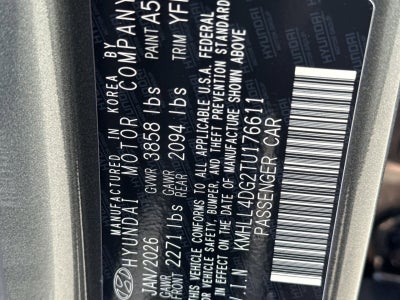 MANUFACTURED IN KOREA BY
HYUNDAI MOTOR COMPANY
JAN/2026 GVWR 3858 lbs PAINT A5
GAWR FRONT 2271 lbs GAWR REAR 2094 lbs TRIM YF
THIS VEHICLE CONFORMS TO ALL APPLICABLE U.S.A. FEDERAL
MOTOR VEHICLE SAFETY, BUMPER, AND THEFT PREVENTION STANDARDS
IN EFFECT ON THE DATE OF MANUFACTURE SHOWN ABOVE
V.I.N KMHLL4DG2TU176611
PASSENGER CAR